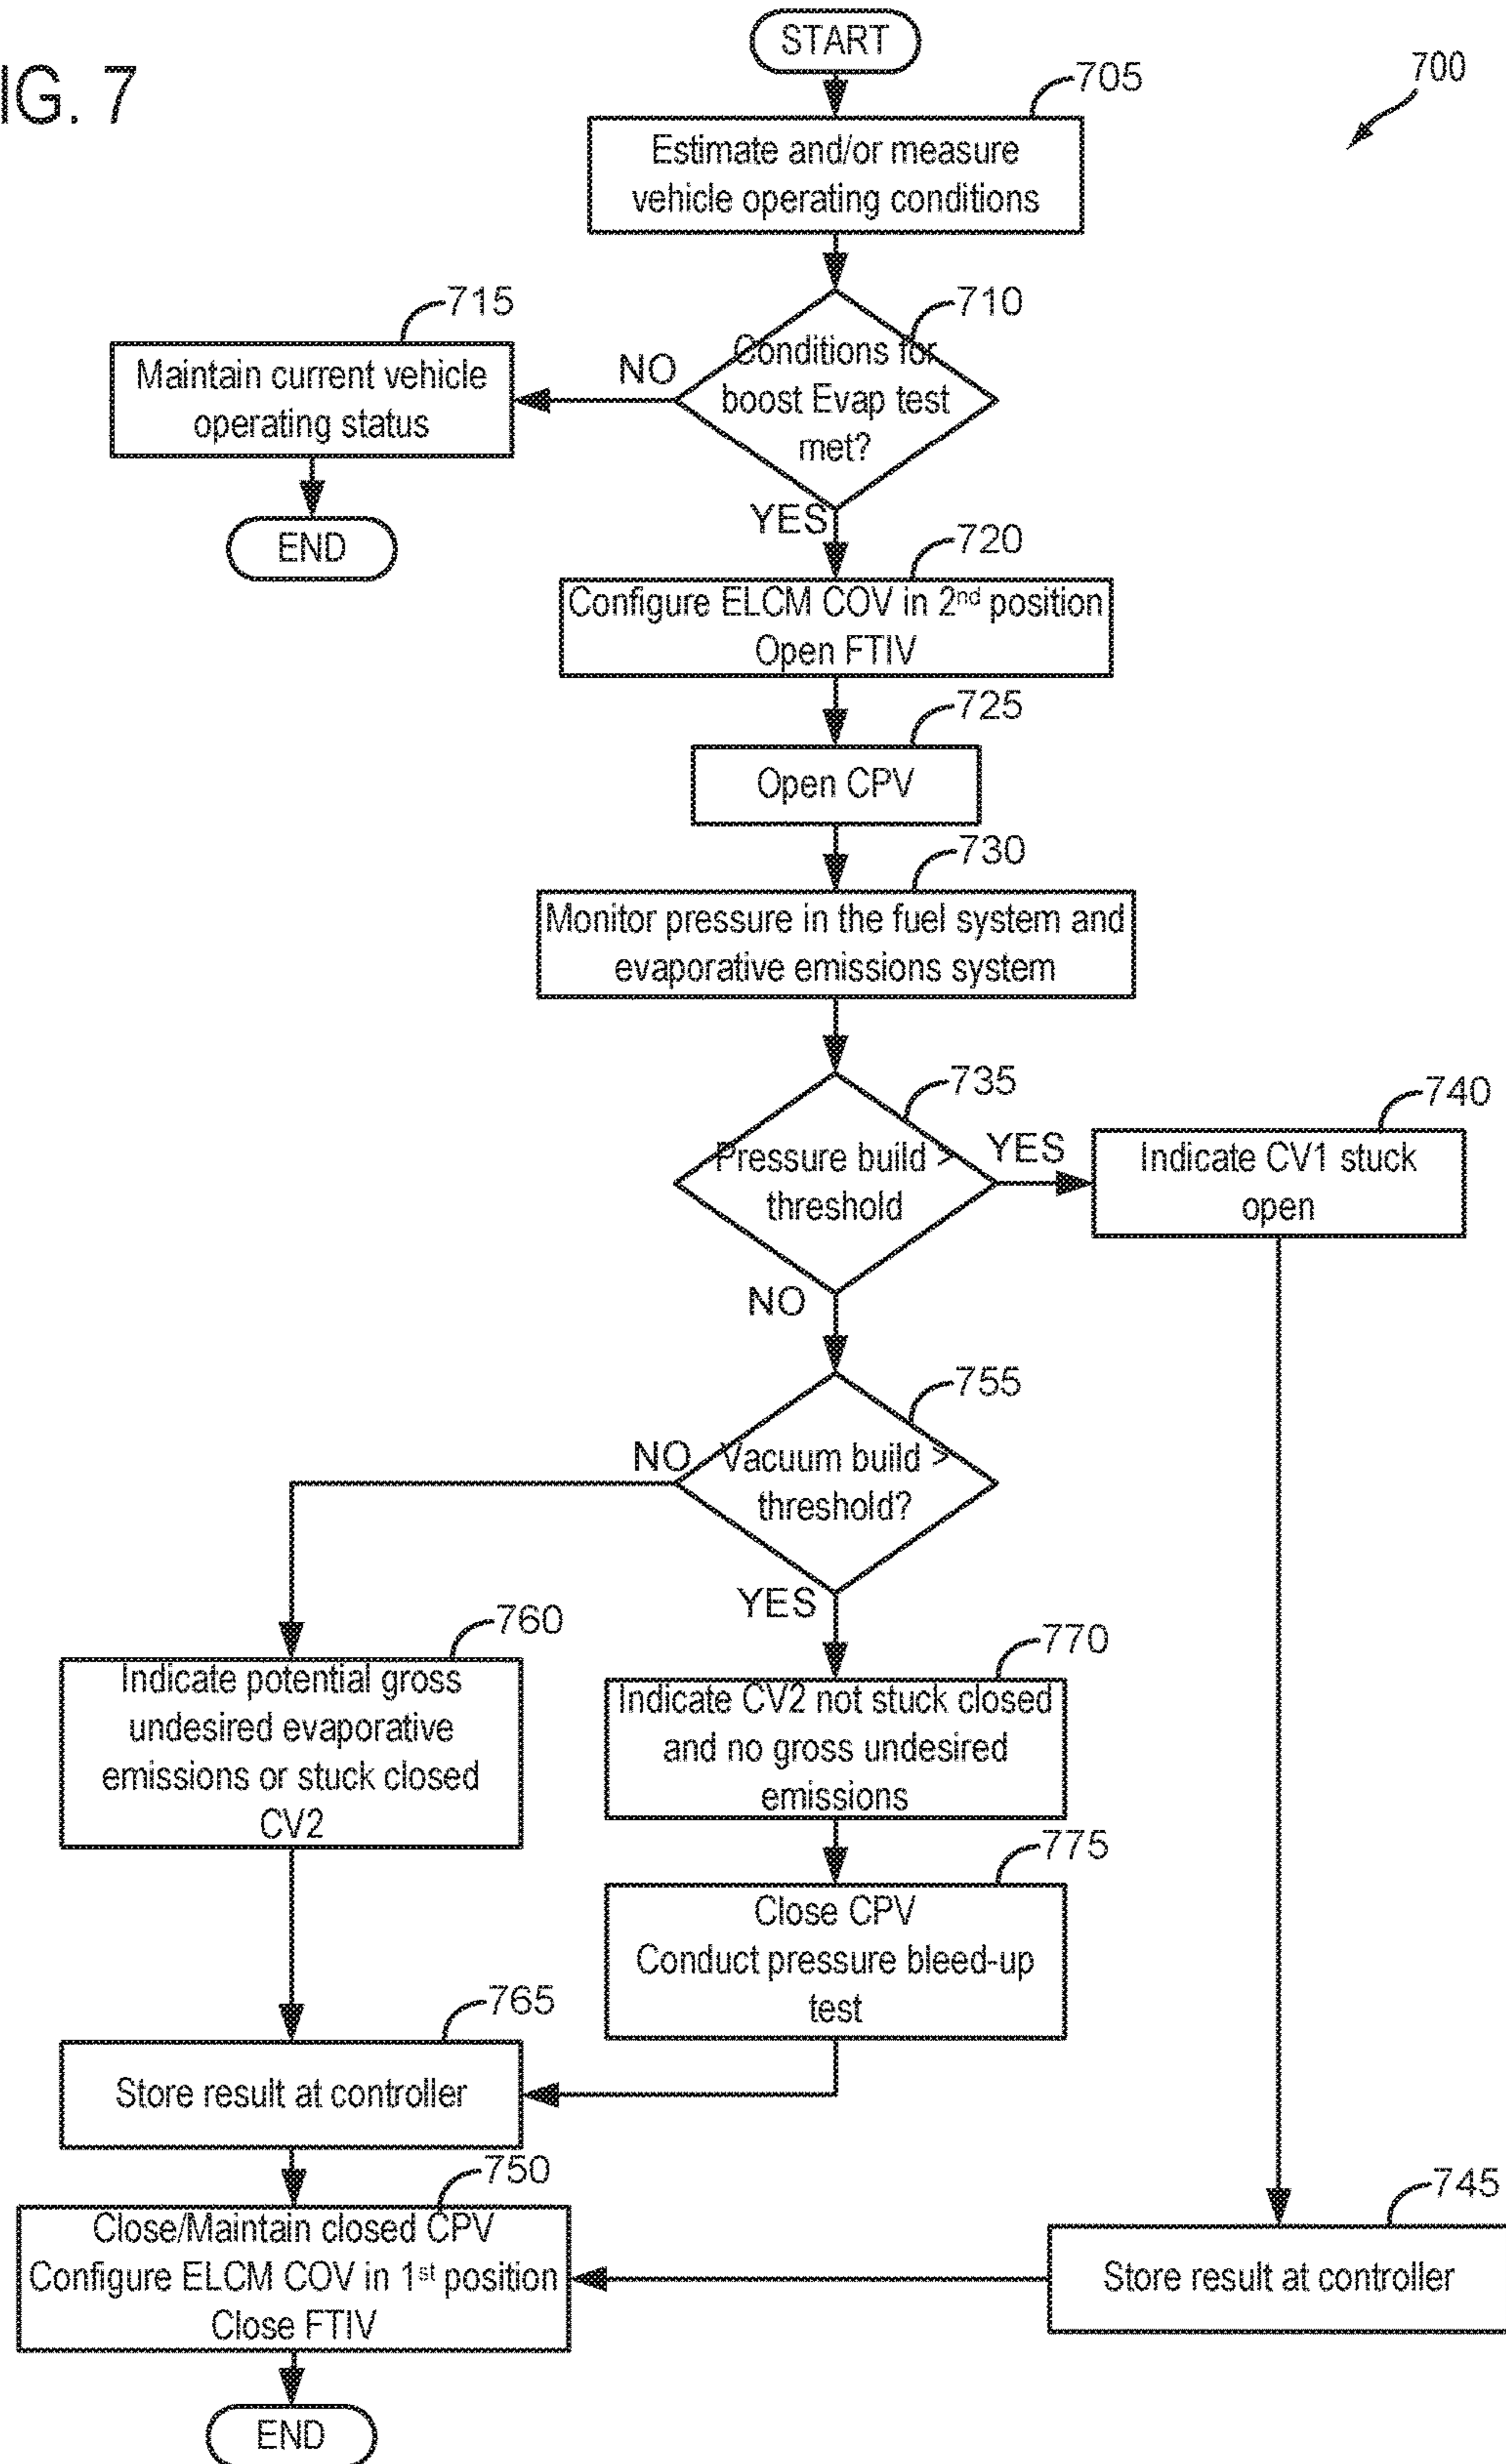 IG. 7
START
700
705
Estimate and/or measure
vehicle operating conditions
710
Conditions for
boost Evap test
met?
NO
715
Maintain current vehicle
operating status
END
YES
720
Configure ELCM COV in 2nd position
Open FTIV
725
Open CPV
730
Monitor pressure in the fuel system and
evaporative emissions system
735
Pressure build >
threshold
YES
740
Indicate CV1 stuck
open
NO
755
Vacuum build >
threshold?
NO
YES
760
Indicate potential gross
undesired evaporative
emissions or stuck closed
CV2
770
Indicate CV2 not stuck closed
and no gross undesired
emissions
775
Close CPV
Conduct pressure bleed-up
test
765
Store result at controller
745
Store result at controller
750
Close/Maintain closed CPV
Configure ELCM COV in 1st position
Close FTIV
END